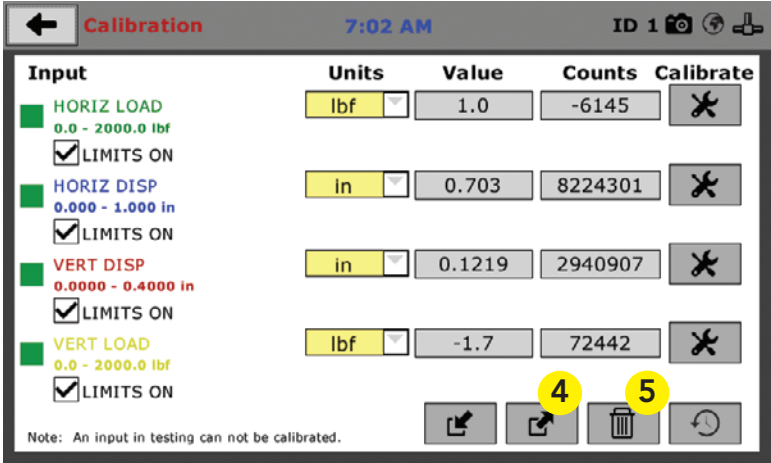 Calibration 7:02 AM ID 1
Input Units Value Counts Calibrate
HORIZ LOAD lbf 1.0 -6145
0.0 - 2000.0 lbf
LIMITS ON
HORIZ DISP in 0.703 8224301
0.000 - 1.000 in
LIMITS ON
VERT DISP in 0.1219 2940907
0.0000 - 0.4000 in
LIMITS ON
VERT LOAD lbf -1.7 72442
0.0 - 2000.0 lbf
LIMITS ON
4 5
Note: An input in testing can not be calibrated.